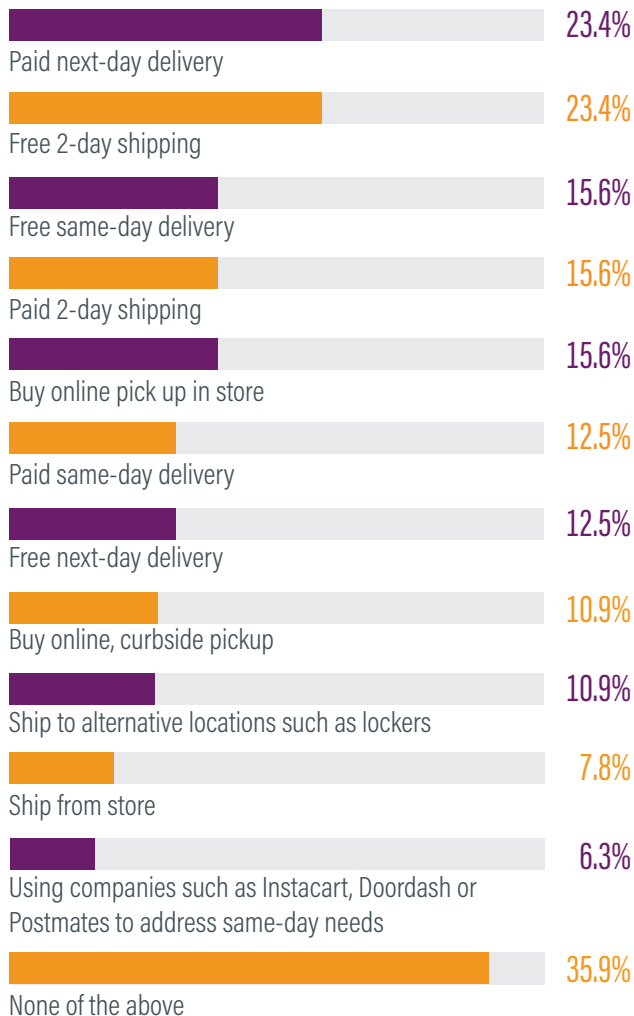 23.4%
Paid next-day delivery
23.4%
Free 2-day shipping
15.6%
Free same-day delivery
15.6%
Paid 2-day shipping
15.6%
Buy online pick up in store
12.5%
Paid same-day delivery
12.5%
Free next-day delivery
10.9%
Buy online, curbside pickup
10.9%
Ship to alternative locations such as lockers
7.8%
Ship from store
6.3%
Using companies such as Instacart, Doordash or
Postmates to address same-day needs
35.9%
None of the above